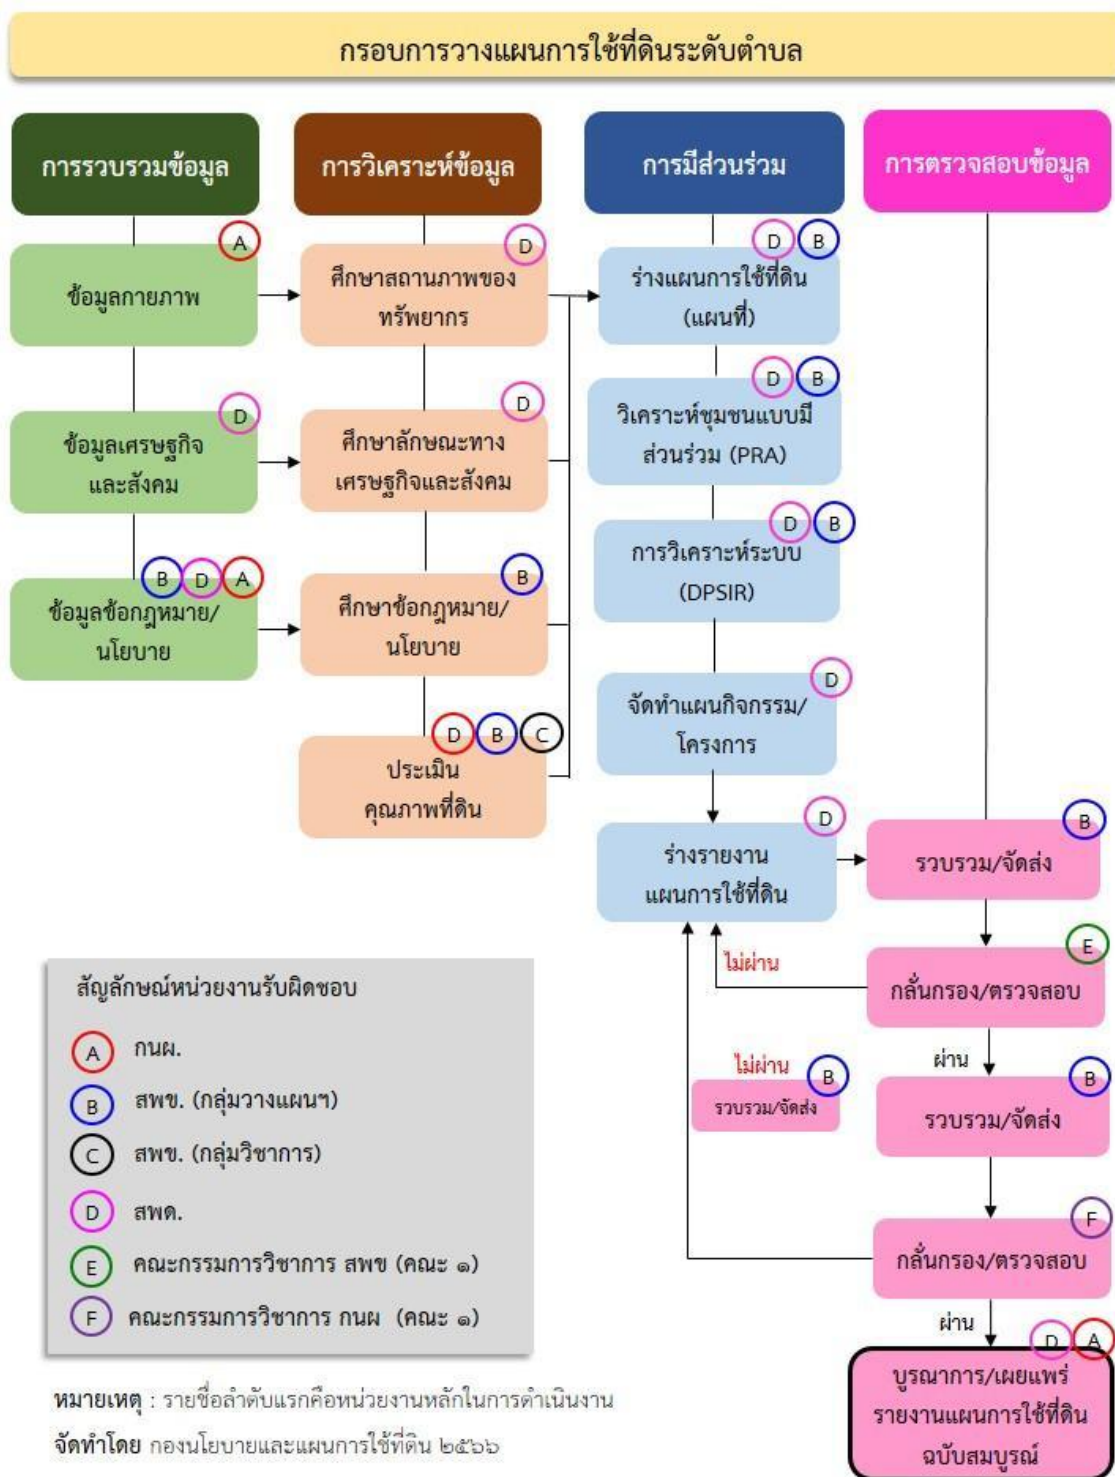 กรอบการวางแผนการใช้ที่ดินระดับตำบล
การรวบรวมข้อมูล
A
ข้อมูลกายภาพ
D
ข้อมูลเศรษฐกิจ
และสังคม
B D A
ข้อมูลข้อกฎหมาย/
นโยบาย
การวิเคราะห์ข้อมูล
D
ศึกษาสถานภาพของ
ทรัพยากร
D
ศึกษาลักษณะทาง
เศรษฐกิจและสังคม
B
ศึกษาข้อกฎหมาย/
นโยบาย
D B C
ประเมิน
คุณภาพที่ดิน
การมีส่วนร่วม
D B
ร่างแผนการใช้ที่ดิน
(แผนที่)
D B
วิเคราะห์ชุมชนแบบมี
ส่วนร่วม (PRA)
D B
การวิเคราะห์ระบบ
(DPSIR)
D
จัดทำแผนกิจกรรม/
โครงการ
D
ร่างรายงาน
แผนการใช้ที่ดิน
การตรวจสอบข้อมูล
B
รวบรวม/จัดส่ง
E
กลั่นกรอง/ตรวจสอบ
ไม่ผ่าน
ผ่าน
B
รวบรวม/จัดส่ง
ไม่ผ่าน
B
รวบรวม/จัดส่ง
F
กลั่นกรอง/ตรวจสอบ
ผ่าน
D A
บูรณาการ/เผยแพร่
รายงานแผนการใช้ที่ดิน
ฉบับสมบูรณ์
สัญลักษณ์หน่วยงานรับผิดชอบ
A กนผ.
B สพข. (กลุ่มวางแผนฯ)
C สพข. (กลุ่มวิชาการ)
D สพด.
E คณะกรรมการวิชาการ สพข (คณะ ๑)
F คณะกรรมการวิชาการ กนผ (คณะ ๑)
หมายเหตุ : รายชื่อลำดับแรกคือหน่วยงานหลักในการดำเนินงาน
จัดทำโดย กองนโยบายและแผนการใช้ที่ดิน ๒๕๖๖